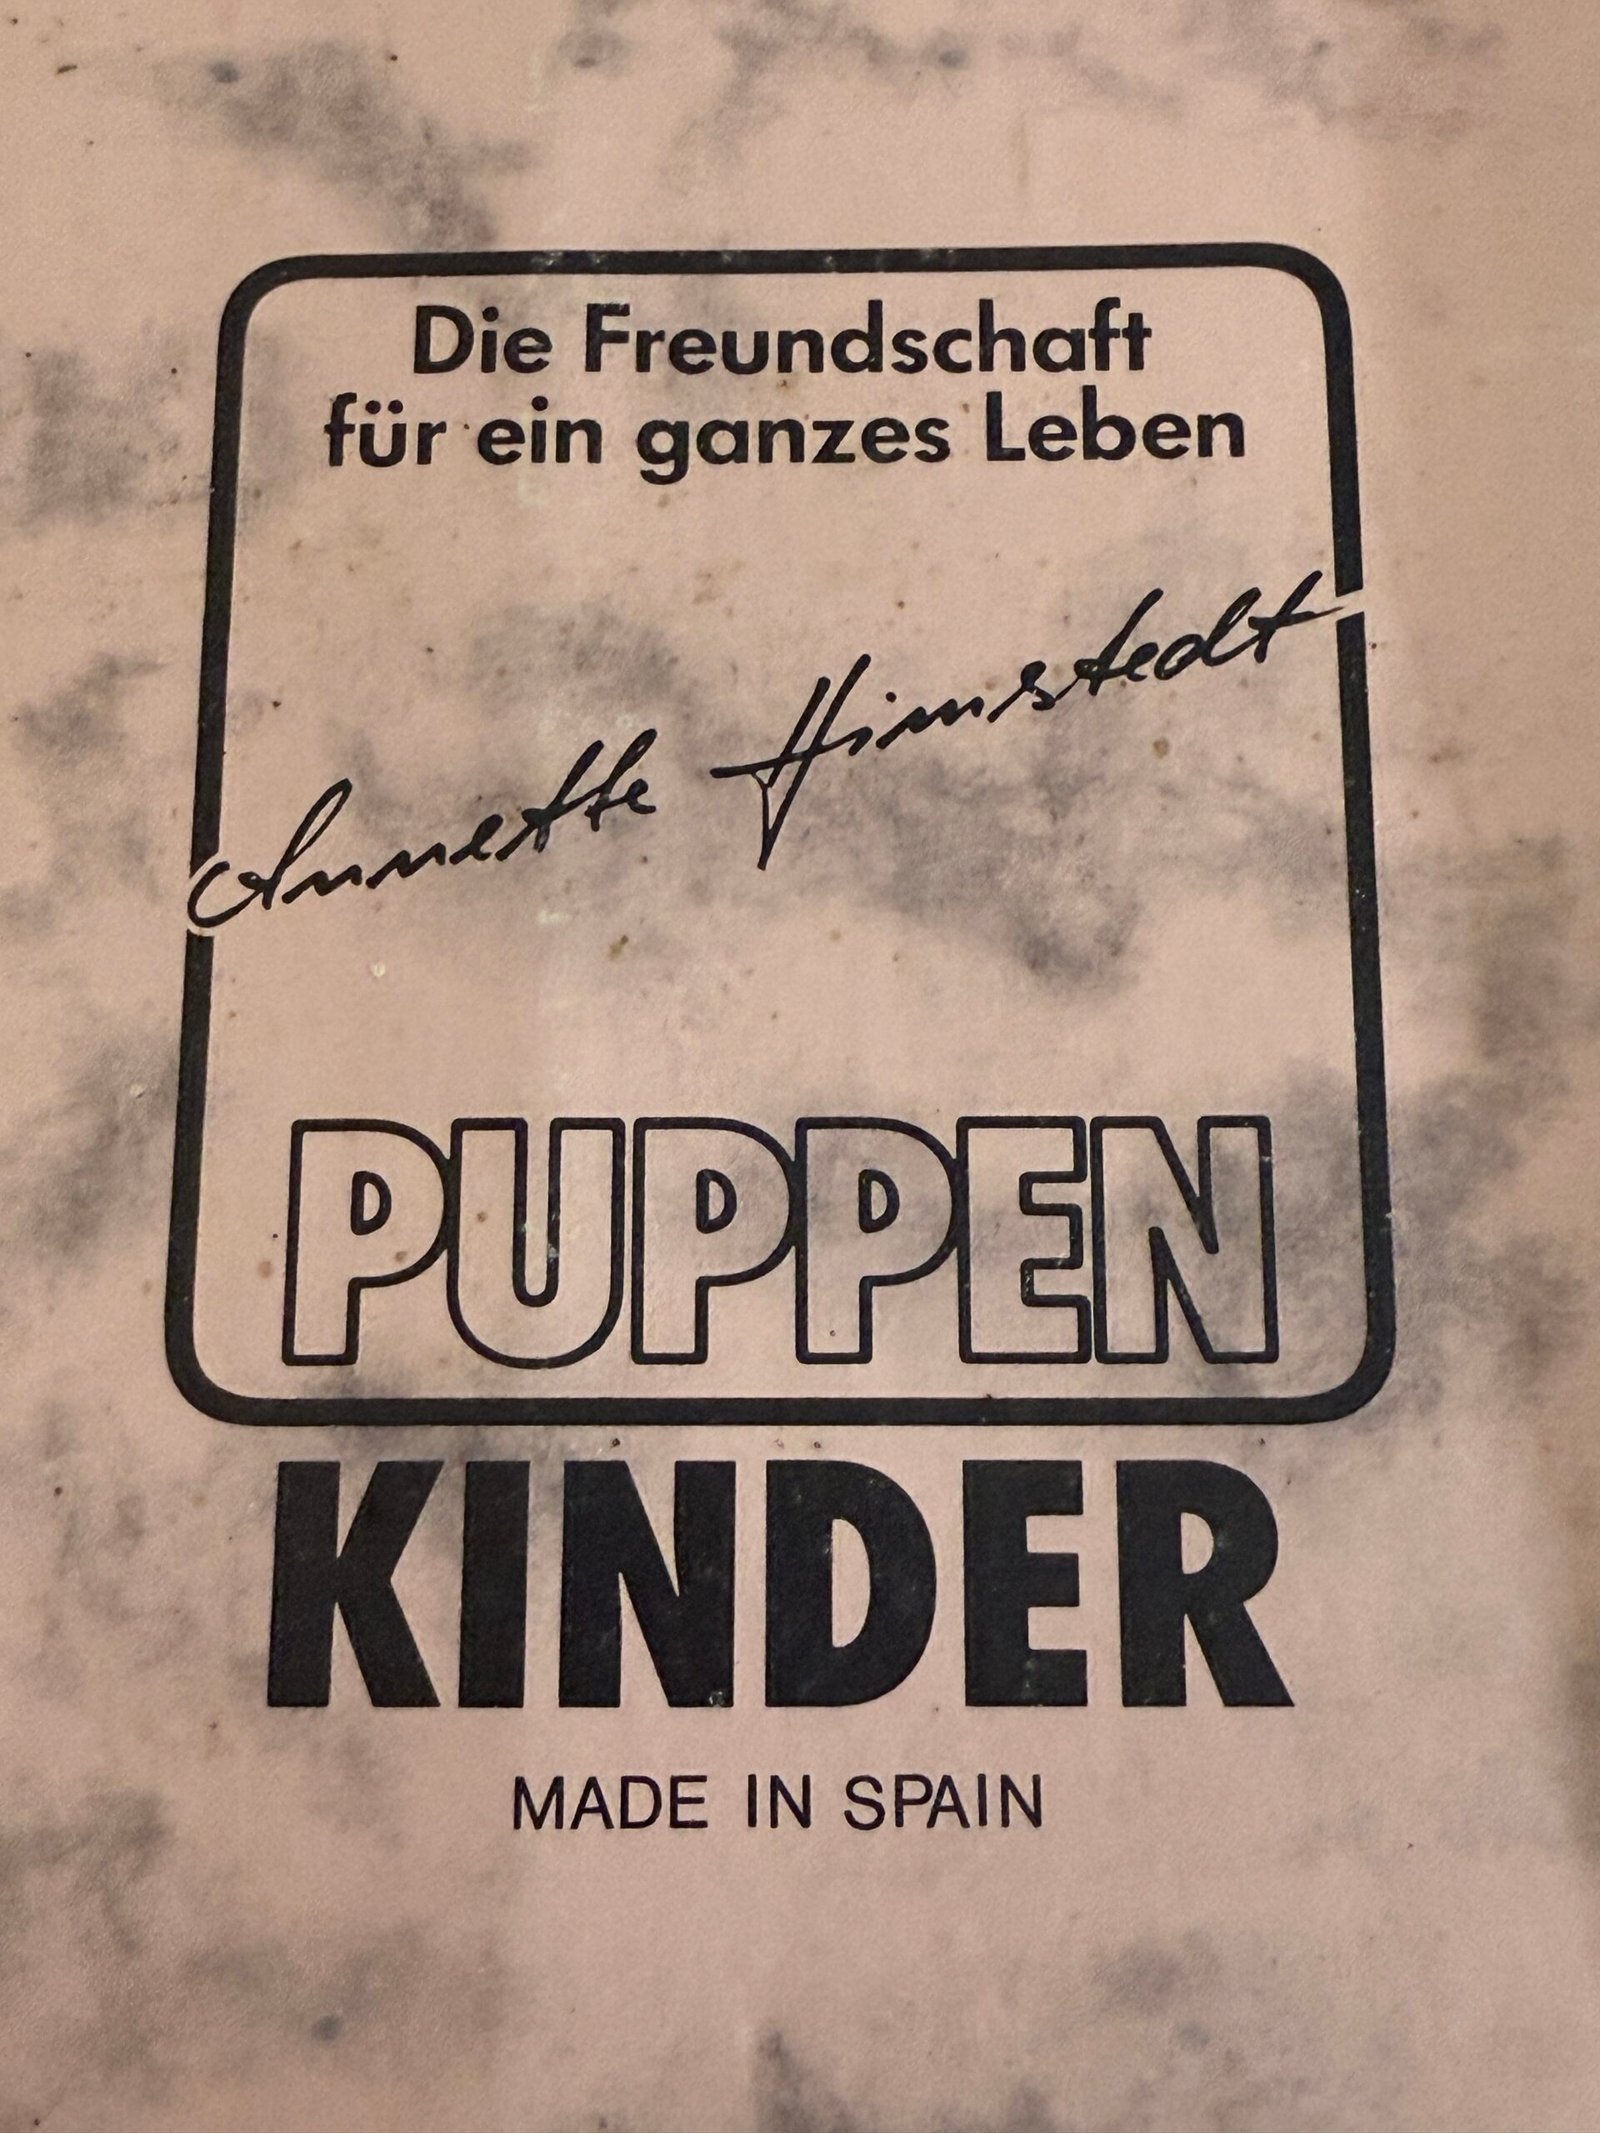 Die Freundschaft
für ein ganzes Leben
Annette Himstedt
PUPPEN
KINDER
MADE IN SPAIN